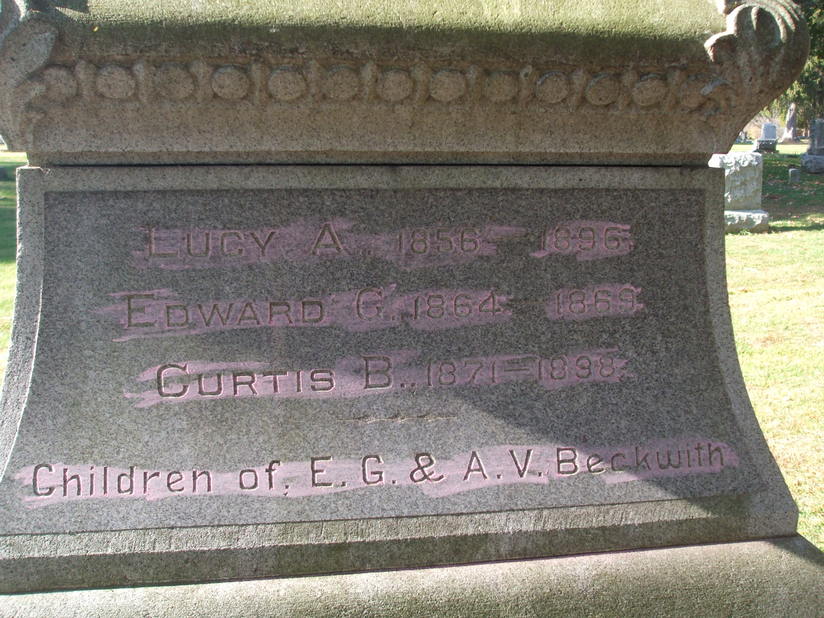 Lucy A., 1856 – 1896
Edward G. 1864 1869
Curtis B., 1871 – 1898
Children of, E. G. & A. V. Beckwith